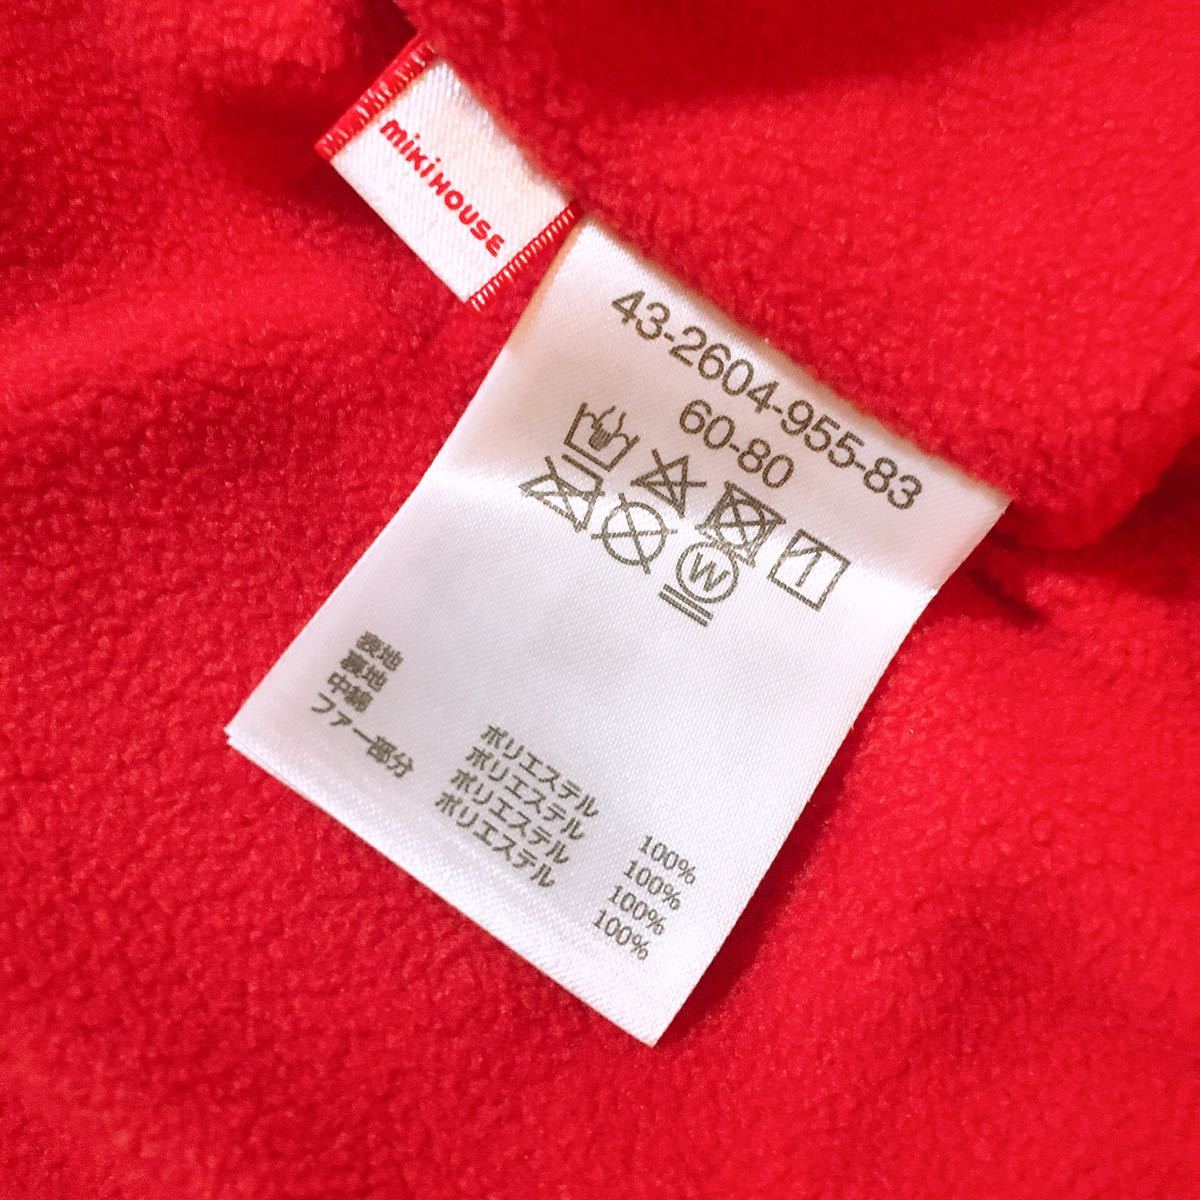 mikiHOUSE
43-2604-955-83
60-80
W
表地 ポリエステル 100%
裏地 ポリエステル 100%
中綿 ポリエステル 100%
ファー部分 ポリエステル 100%